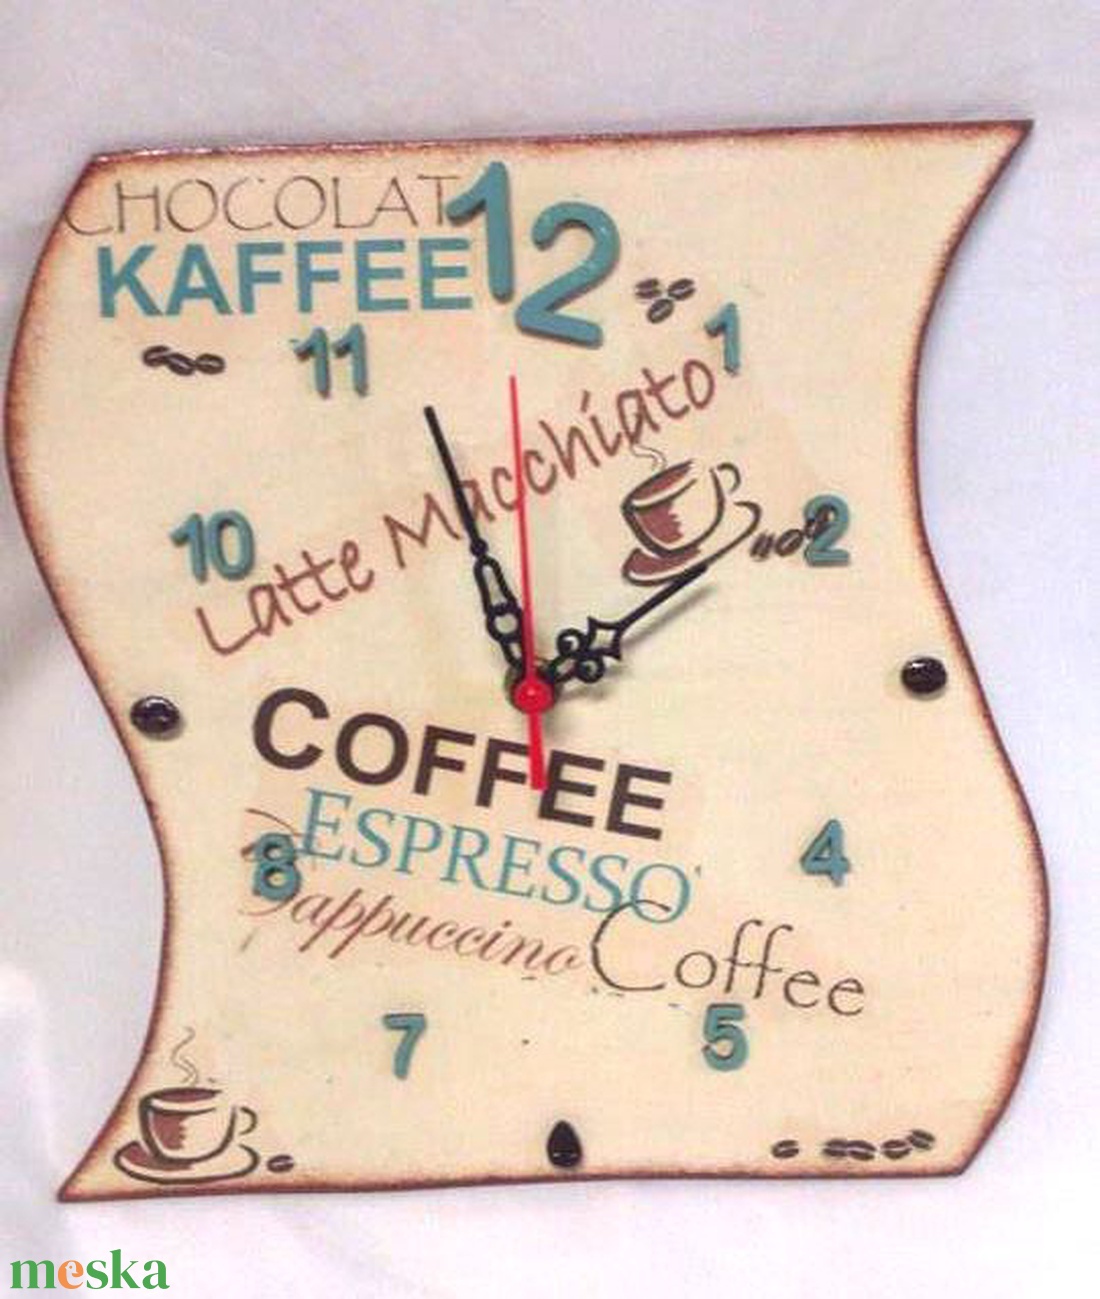 CHOCOLAT
KAFFEE
12
1
11
Latte Macchiato
10
2
COFFEE
ESPRESSO
8
4
Cappuccino
Coffee
7
5
meska